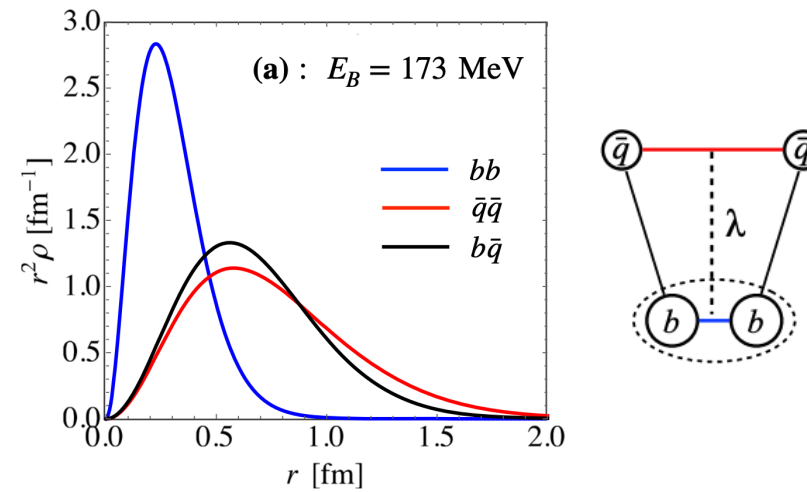 3.0
2.5
2.0
1.5
1.0
0.5
0.0
0.0 0.5 1.0 1.5 2.0
r²ρ [fm⁻¹]
r [fm]
(a) : E_B = 173 MeV
bb
q̄q̄
bq̄
q̄ q̄
λ
b b